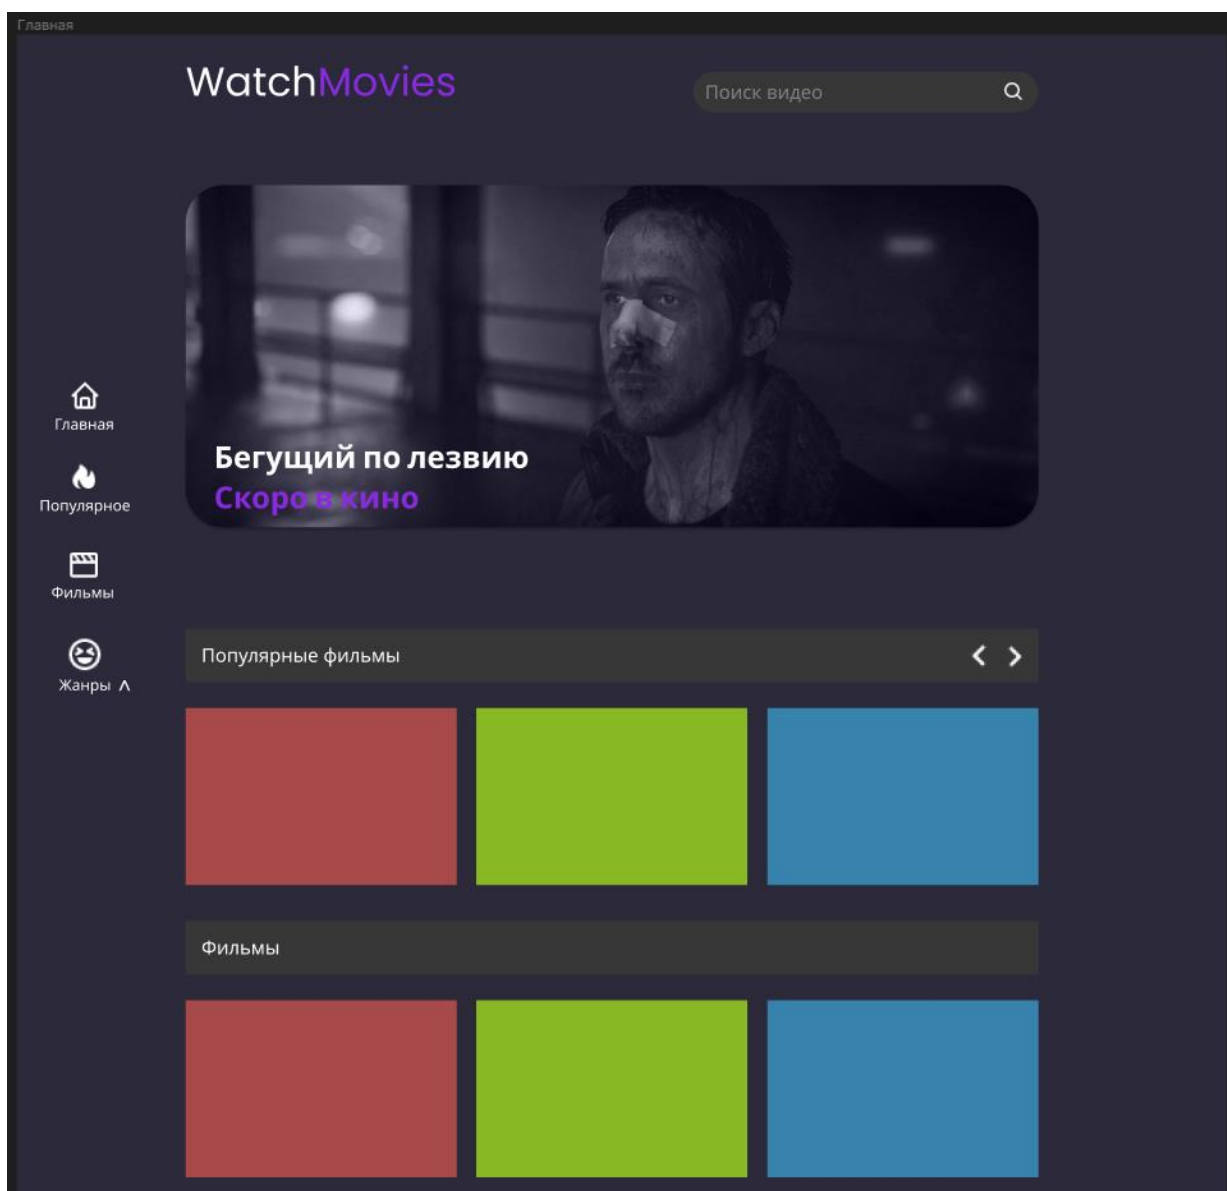 Главная
WatchMovies
Поиск видео
Бегущий по лезвию
Скоро в кино
Главная
Популярное
Фильмы
Жанры
Популярные фильмы
Фильмы